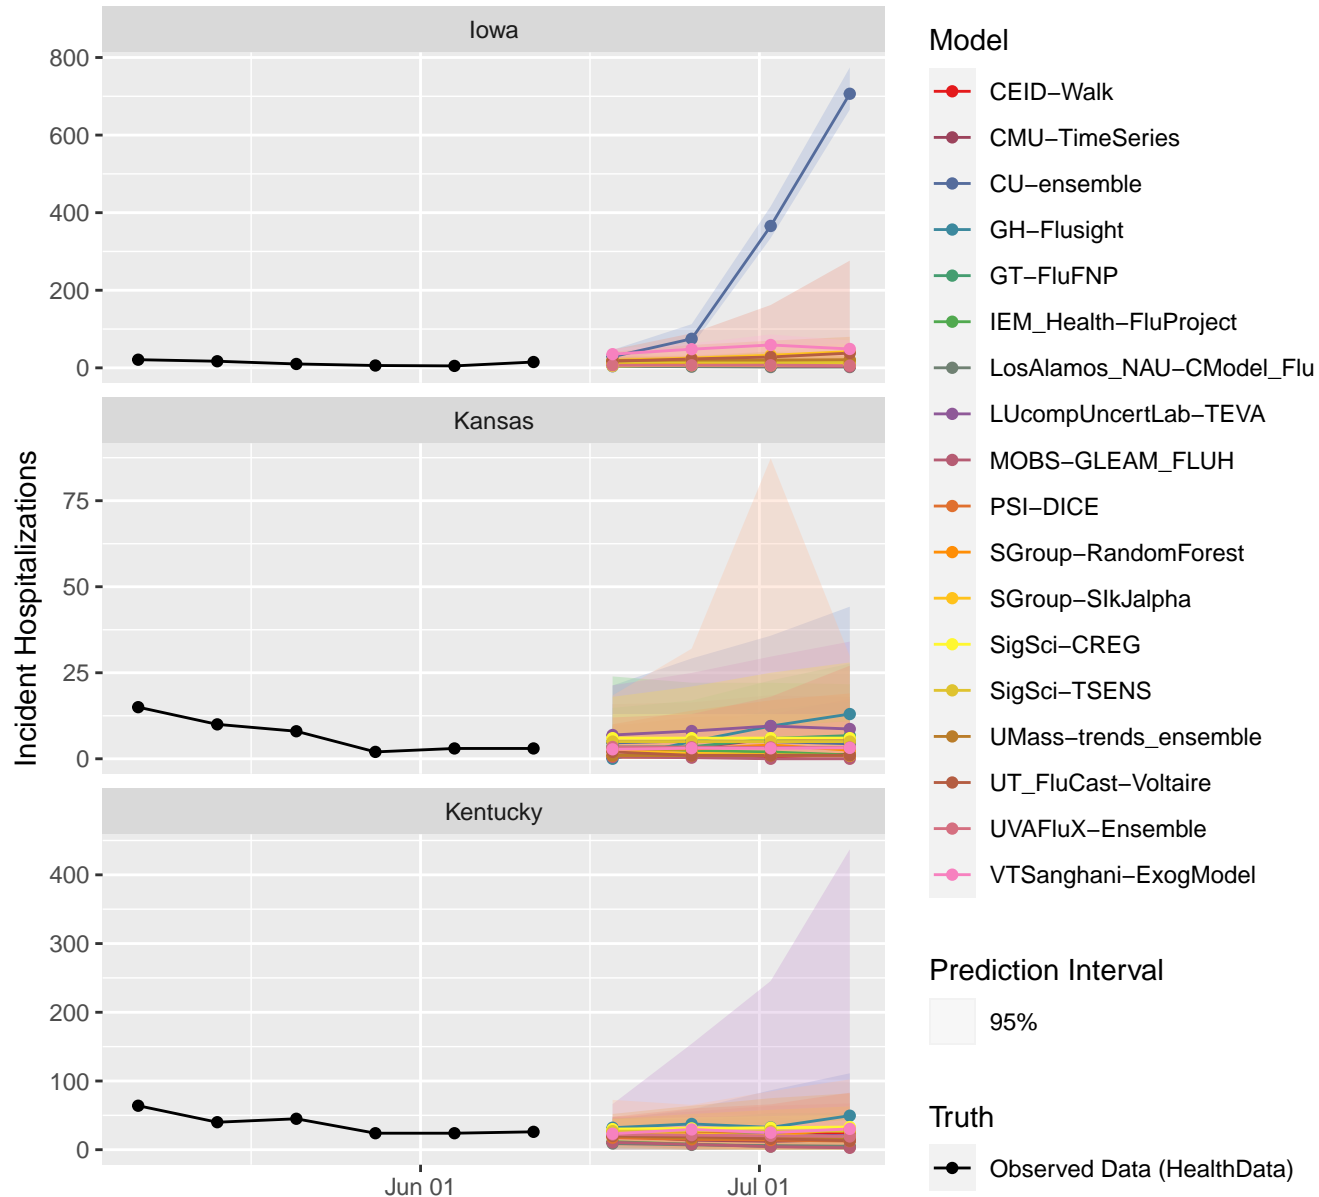 Iowa
800
600
400
200
0
Kansas
75
50
25
0
Kentucky
400
300
200
100
0
Jun 01
Jul 01
Incident Hospitalizations
Model
CEID−Walk
CMU−TimeSeries
CU−ensemble
GH−Flusight
GT−FluFNP
IEM_Health−FluProject
LosAlamos_NAU−CModel_Flu
LUcompUncertLab−TEVA
MOBS−GLEAM_FLUH
PSI−DICE
SGroup−RandomForest
SGroup−SIkJalpha
SigSci−CREG
SigSci−TSENS
UMass−trends_ensemble
UT_FluCast−Voltaire
UVAFluX−Ensemble
VTSanghani−ExogModel
Prediction Interval
95%
Truth
Observed Data (HealthData)